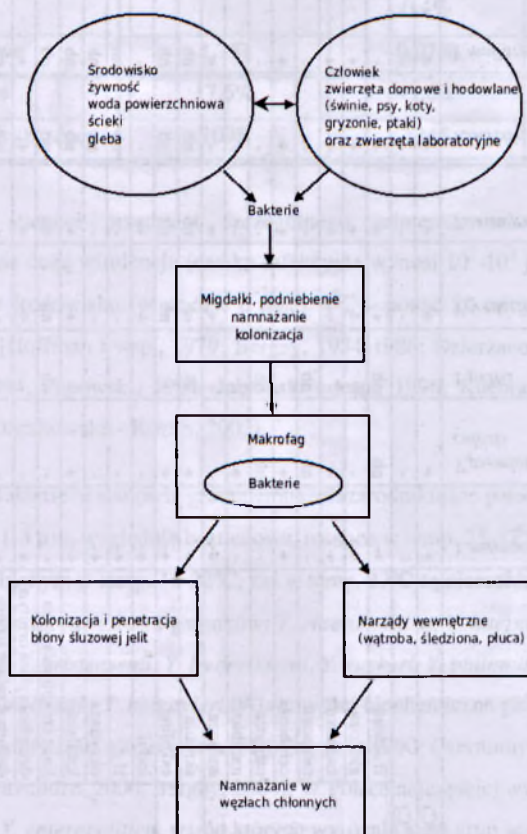 Środowisko
żywność
woda powierzchniowa
ścieki
gleba
Człowiek
zwierzęta domowe i hodowlane
(świnie, psy, koty,
gryzonie, ptaki)
oraz zwierzęta laboratoryjne
Bakterie
Migdałki, podniebienie
namnażanie
kolonizacja
Makrofag
Bakterie
Kolonizacja i penetracja
błony śluzowej jelit
Narządy wewnętrzne
(wątroba, śledziona, płuca)
Namnażanie w
węzłach chłonnych